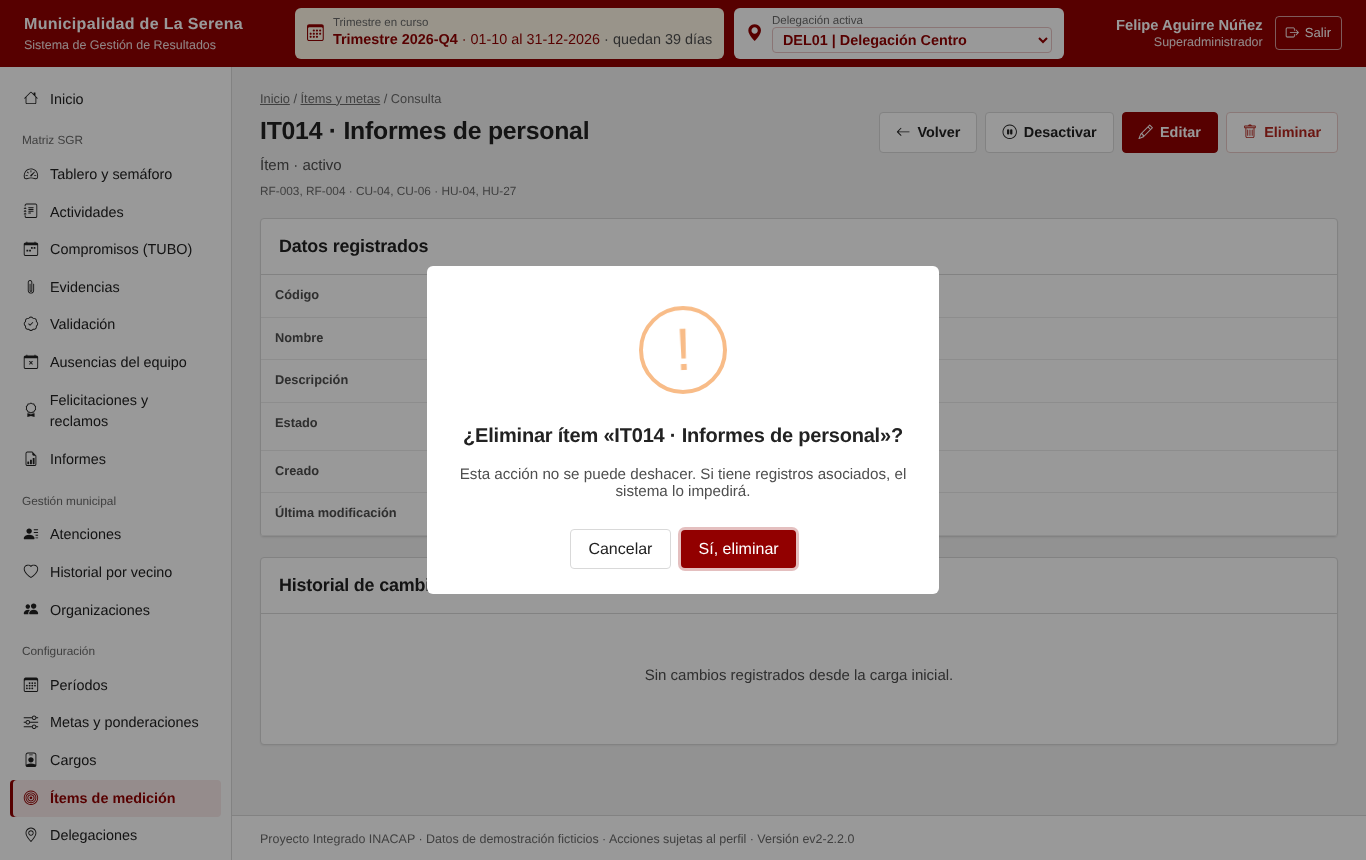 Municipalidad de La Serena
Sistema de Gestión de Resultados
Trimestre en curso
Trimestre 2026-Q4 · 01-10 al 31-12-2026 · quedan 39 días
Delegación activa
DEL01 | Delegación Centro
Felipe Aguirre Núñez
Superadministrador
Salir
Inicio
Matriz SGR
Tablero y semáforo
Actividades
Compromisos (TUBO)
Evidencias
Validación
Ausencias del equipo
Felicitaciones y
reclamos
Informes
Gestión municipal
Atenciones
Historial por vecino
Organizaciones
Configuración
Períodos
Metas y ponderaciones
Cargos
Ítems de medición
Delegaciones
Inicio / Ítems y metas / Consulta
IT014 · Informes de personal
Ítem · activo
RF-003, RF-004 · CU-04, CU-06 · HU-04, HU-27
Volver
Desactivar
Editar
Eliminar
Datos registrados
Código
Nombre
Descripción
Estado
Creado
Última modificación
¿Eliminar ítem «IT014 · Informes de personal»?
Esta acción no se puede deshacer. Si tiene registros asociados, el
sistema lo impedirá.
Cancelar
Sí, eliminar
Historial de cambi
Sin cambios registrados desde la carga inicial.
Proyecto Integrado INACAP · Datos de demostración ficticios · Acciones sujetas al perfil · Versión ev2-2.2.0